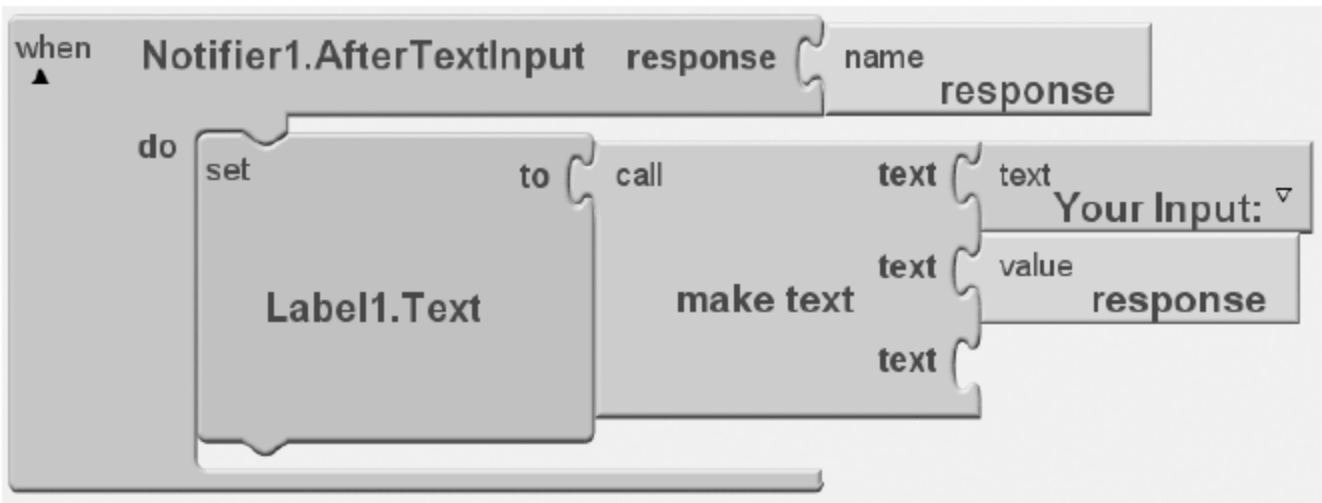 when Notifier1.AfterTextInput response name
response
do set to call text text
Your Input:
text value
Label1.Text make text response
text